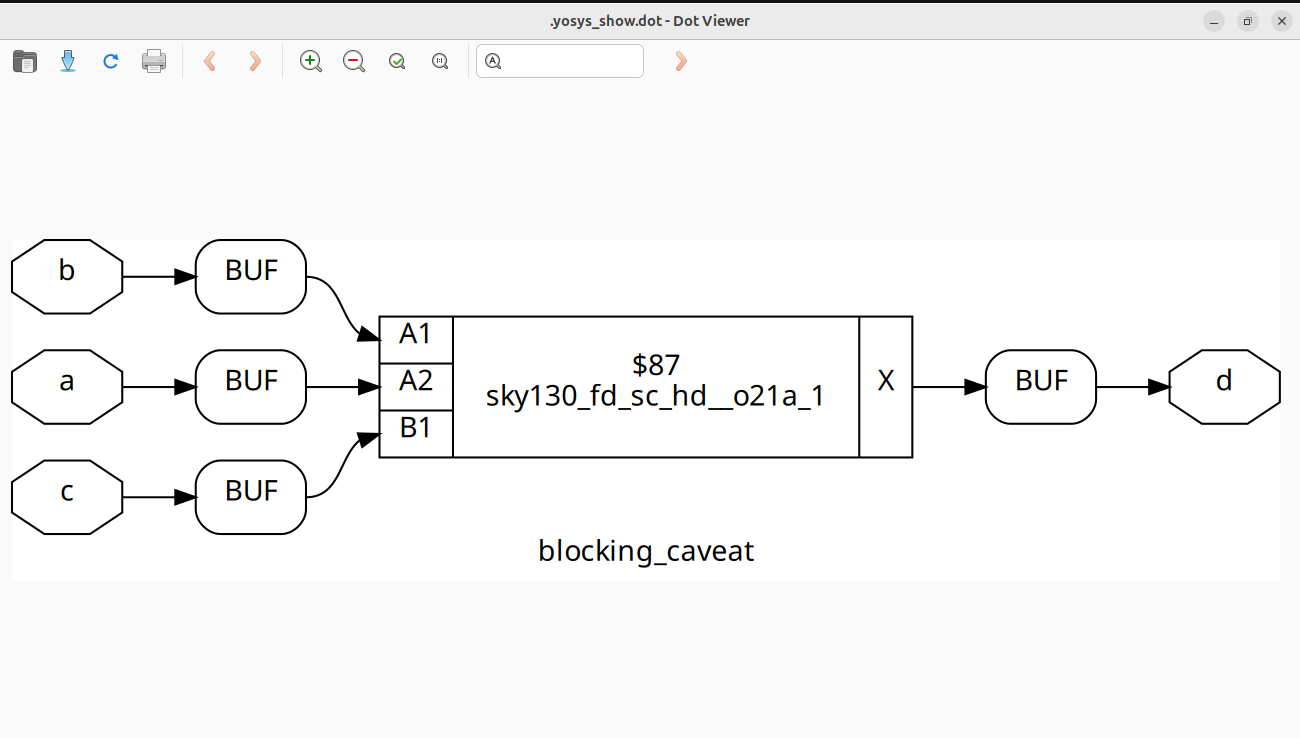 .yosys_show.dot - Dot Viewer
b
BUF
A1
$87
sky130_fd_sc_hd__o21a_1
a
BUF
A2
X
BUF
d
B1
c
BUF
blocking_caveat